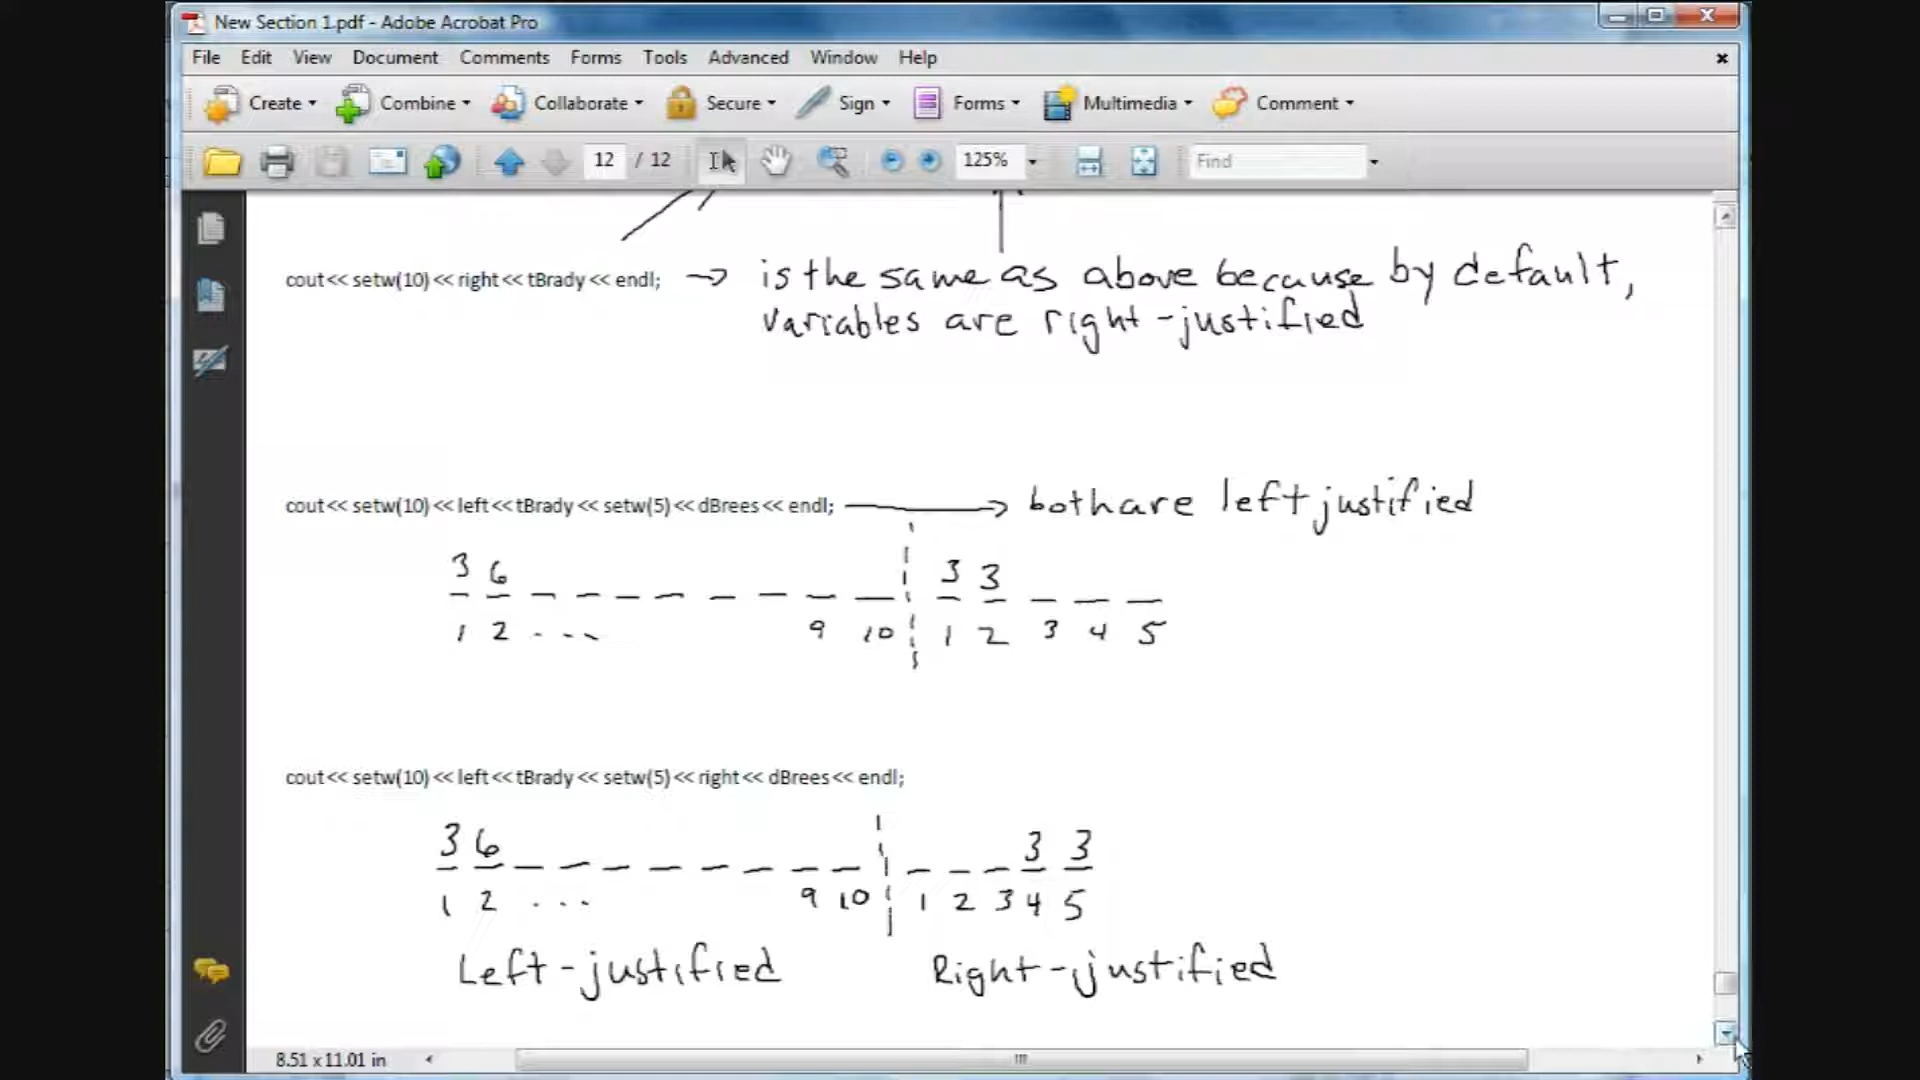 New Section 1.pdf - Adobe Acrobat Pro
File Edit View Document Comments Forms Tools Advanced Window Help
Create Combine Collaborate Secure Sign Forms Multimedia Comment
12 / 12 125% Find
cout<< setw(10)<< right<< tBrady<< endl; → is the same as above because by default,
variables are right-justified
cout<< setw(10)<<left<<tBrady<< setw(5)<< dBrees<< endl; → both are left justified
3 6 3 3
1 2 ... 9 10 1 2 3 4 5
cout<< setw(10)<<left<<tBrady<< setw(5)<< right<< dBrees<< endl;
3 6 3 3
1 2 ... 9 10 1 2 3 4 5
Left-justified Right-justified
8.51 x 11.01 in